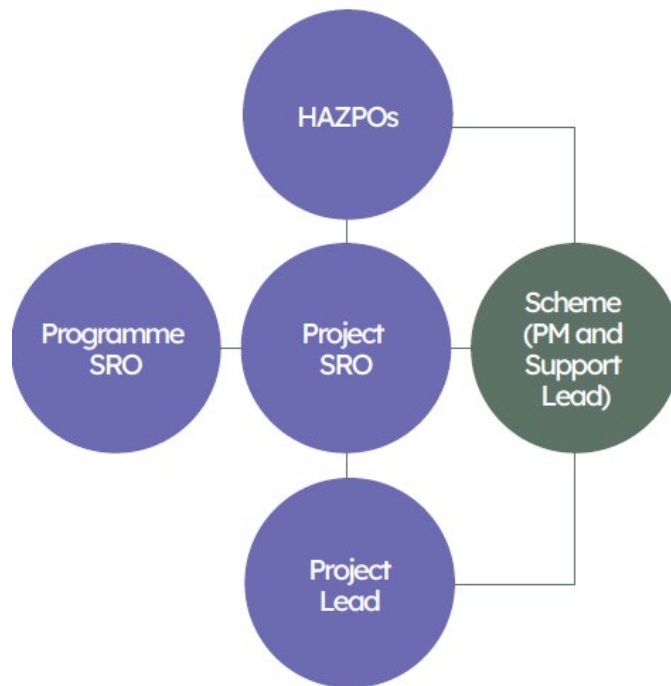 HAZPOs
Programme
SRO
Project
SRO
Scheme
(PM and
Support
Lead)
Project
Lead